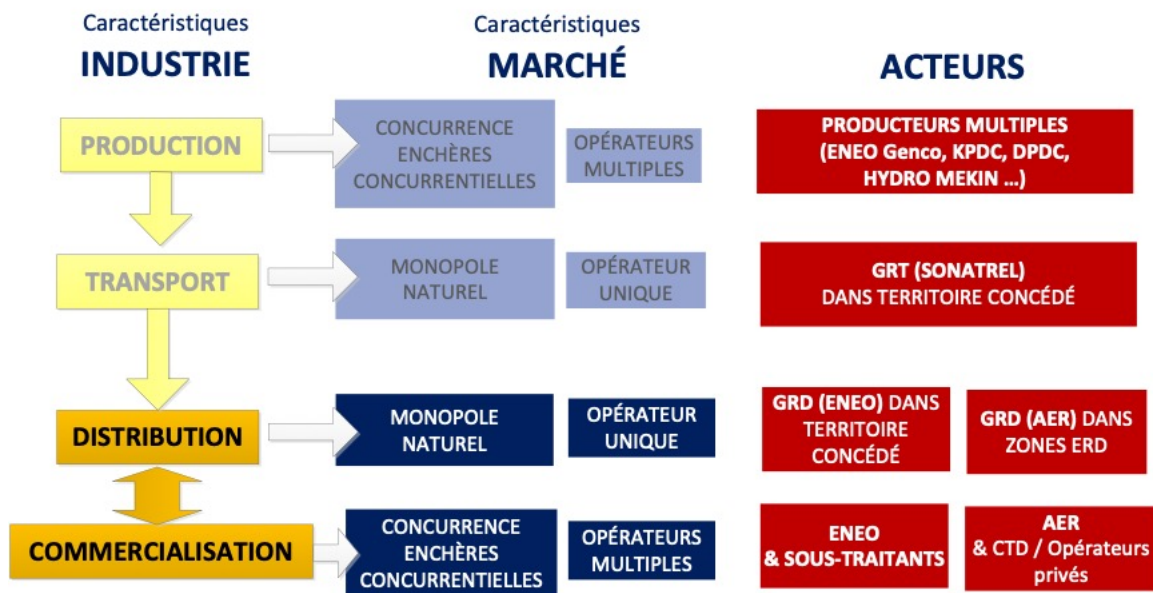 Caractéristiques
INDUSTRIE
Caractéristiques
MARCHÉ
ACTEURS
PRODUCTION
CONCURRENCE
ENCHÈRES
CONCURRENTIELLES
OPÉRATEURS
MULTIPLES
PRODUCTEURS MULTIPLES
(ENEO Genco, KPDC, DPDC,
HYDRO MEKIN ...)
TRANSPORT
MONOPOLE
NATUREL
OPÉRATEUR
UNIQUE
GRT (SONATREL)
DANS TERRITOIRE CONCÉDÉ
DISTRIBUTION
MONOPOLE
NATUREL
OPÉRATEUR
UNIQUE
GRD (ENEO) DANS
TERRITOIRE
CONCÉDÉ
GRD (AER) DANS
ZONES ERD
COMMERCIALISATION
CONCURRENCE
ENCHÈRES
CONCURRENTIELLES
OPÉRATEURS
MULTIPLES
ENEO
& SOUS-TRAITANTS
AER
& CTD / Opérateurs
privés